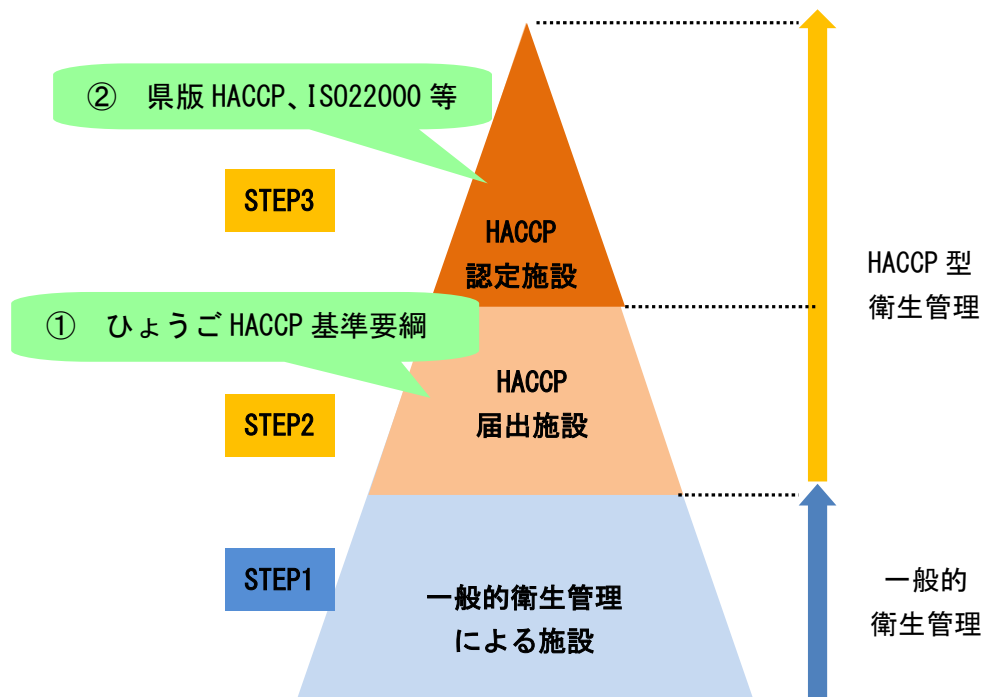 ② 県版 HACCP、ISO22000 等
STEP3
HACCP
認定施設
HACCP 型
衛生管理
① ひょうご HACCP 基準要綱
HACCP
届出施設
STEP2
STEP1
一般的衛生管理
による施設
一般的
衛生管理